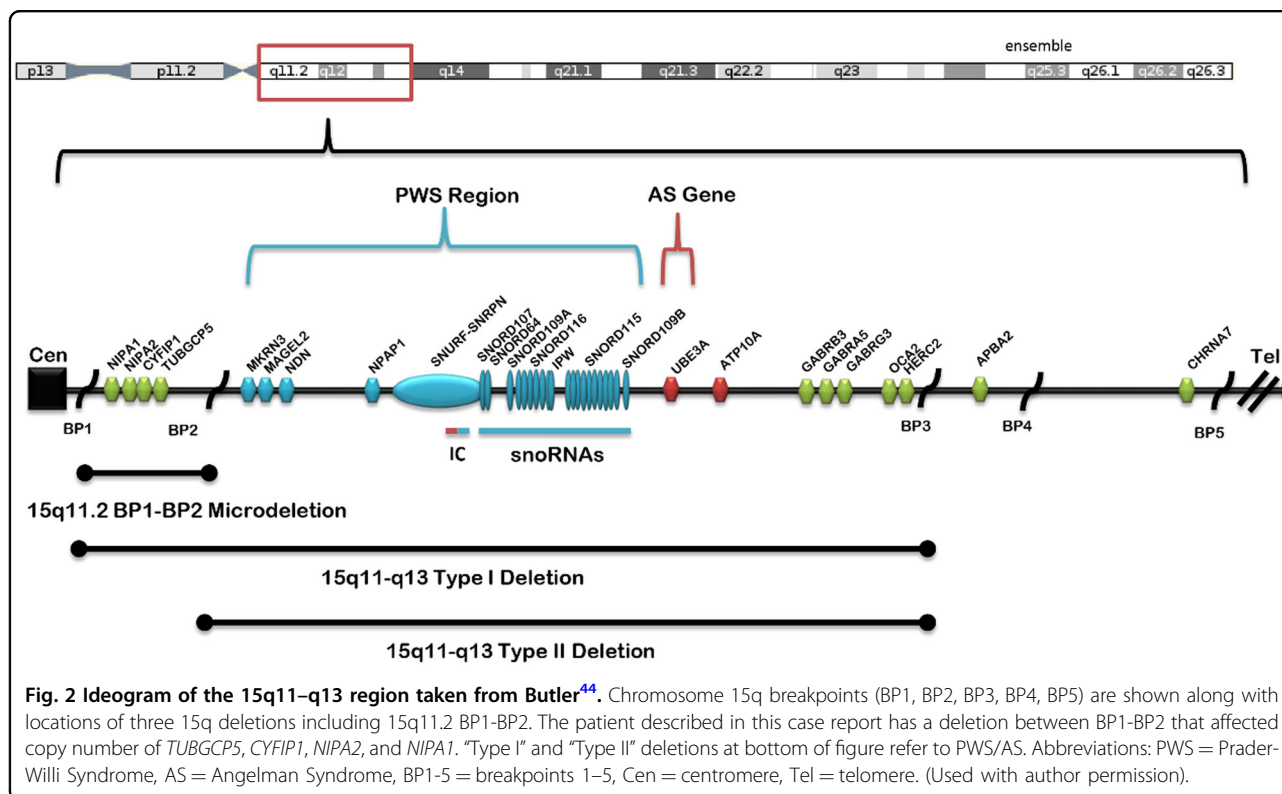 ensemble
p13 p11.2 q11.2 q12 q14 q21.1 q21.3 q22.2 q23 q25.3 q26.1 q26.2 q26.3
PWS Region AS Gene
Cen NIPA1 NIPA2 CYFIP1 TUBGCP5 MKRN3 MAGEL2 NDN NPAP1 SNURF-SNRPN SNORD107 SNORD64 SNORD109A SNORD116 IPW SNORD115 SNORD109B UBE3A ATP10A GABRB3 GABRA5 GABRG3 OCA2 HERC2 APBA2 CHRNA7 Tel
BP1 BP2 BP3 BP4 BP5
IC snoRNAs
15q11.2 BP1-BP2 Microdeletion
15q11-q13 Type I Deletion
15q11-q13 Type II Deletion
Fig. 2 Ideogram of the 15q11–q13 region taken from Butler44. Chromosome 15q breakpoints (BP1, BP2, BP3, BP4, BP5) are shown along with
locations of three 15q deletions including 15q11.2 BP1-BP2. The patient described in this case report has a deletion between BP1-BP2 that affected
copy number of TUBGCP5, CYFIP1, NIPA2, and NIPA1. “Type I” and “Type II” deletions at bottom of figure refer to PWS/AS. Abbreviations: PWS = Prader-
Willi Syndrome, AS = Angelman Syndrome, BP1-5 = breakpoints 1–5, Cen = centromere, Tel = telomere. (Used with author permission).